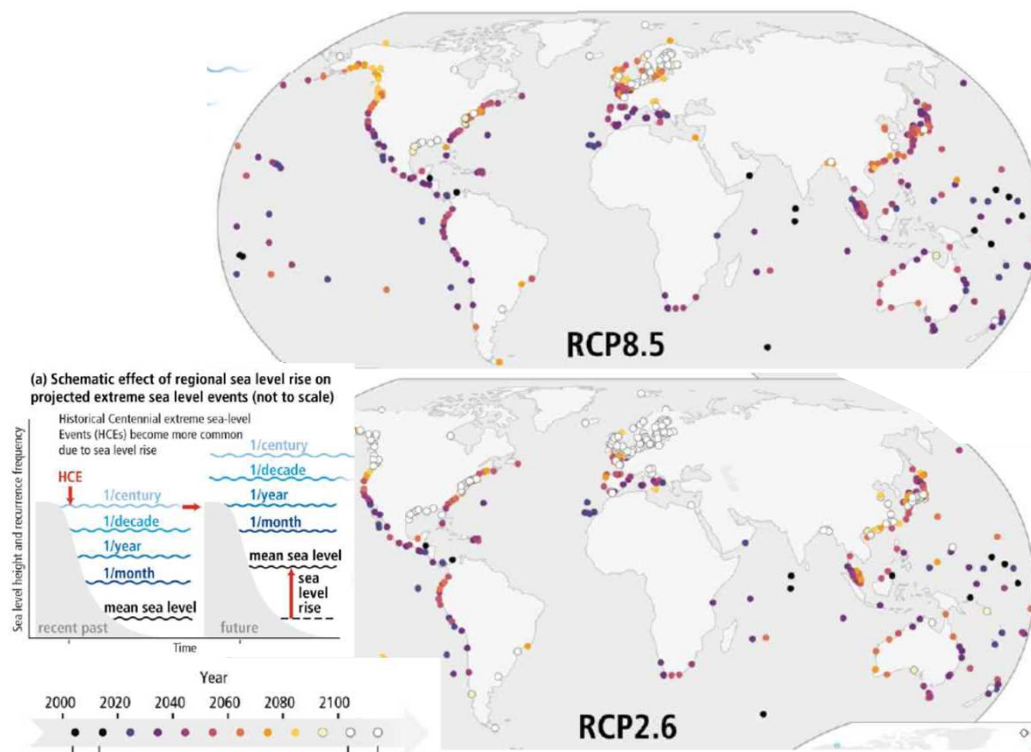 RCP8.5
(a) Schematic effect of regional sea level rise on
projected extreme sea level events (not to scale)
Sea level height and recurrence frequency
Historical Centennial extreme sea-level
Events (HCEs) become more common
due to sea level rise
HCE
1/century
1/decade
1/year
1/month
mean sea level
recent past
1/century
1/decade
1/year
1/month
mean sea level
sea
level
rise
future
Time
Year
2000 2020 2040 2060 2080 2100
RCP2.6